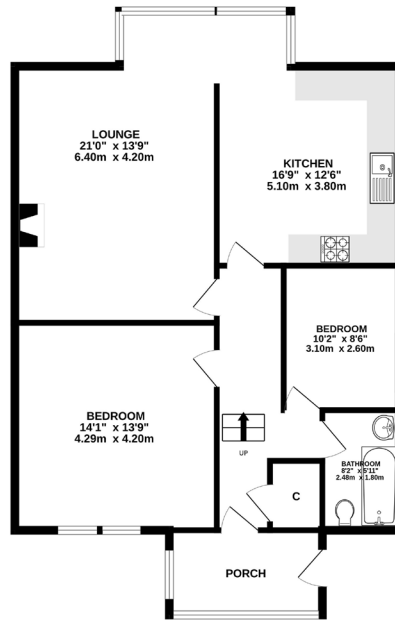 LOUNGE
21'0" x 13'9"
6.40m x 4.20m
KITCHEN
16'9" x 12'6"
5.10m x 3.80m
BEDROOM
10'2" x 8'6"
3.10m x 2.60m
BEDROOM
14'1" x 13'9"
4.29m x 4.20m
UP
BATHROOM
8'2" x 5'11"
2.48m x 1.80m
C
PORCH